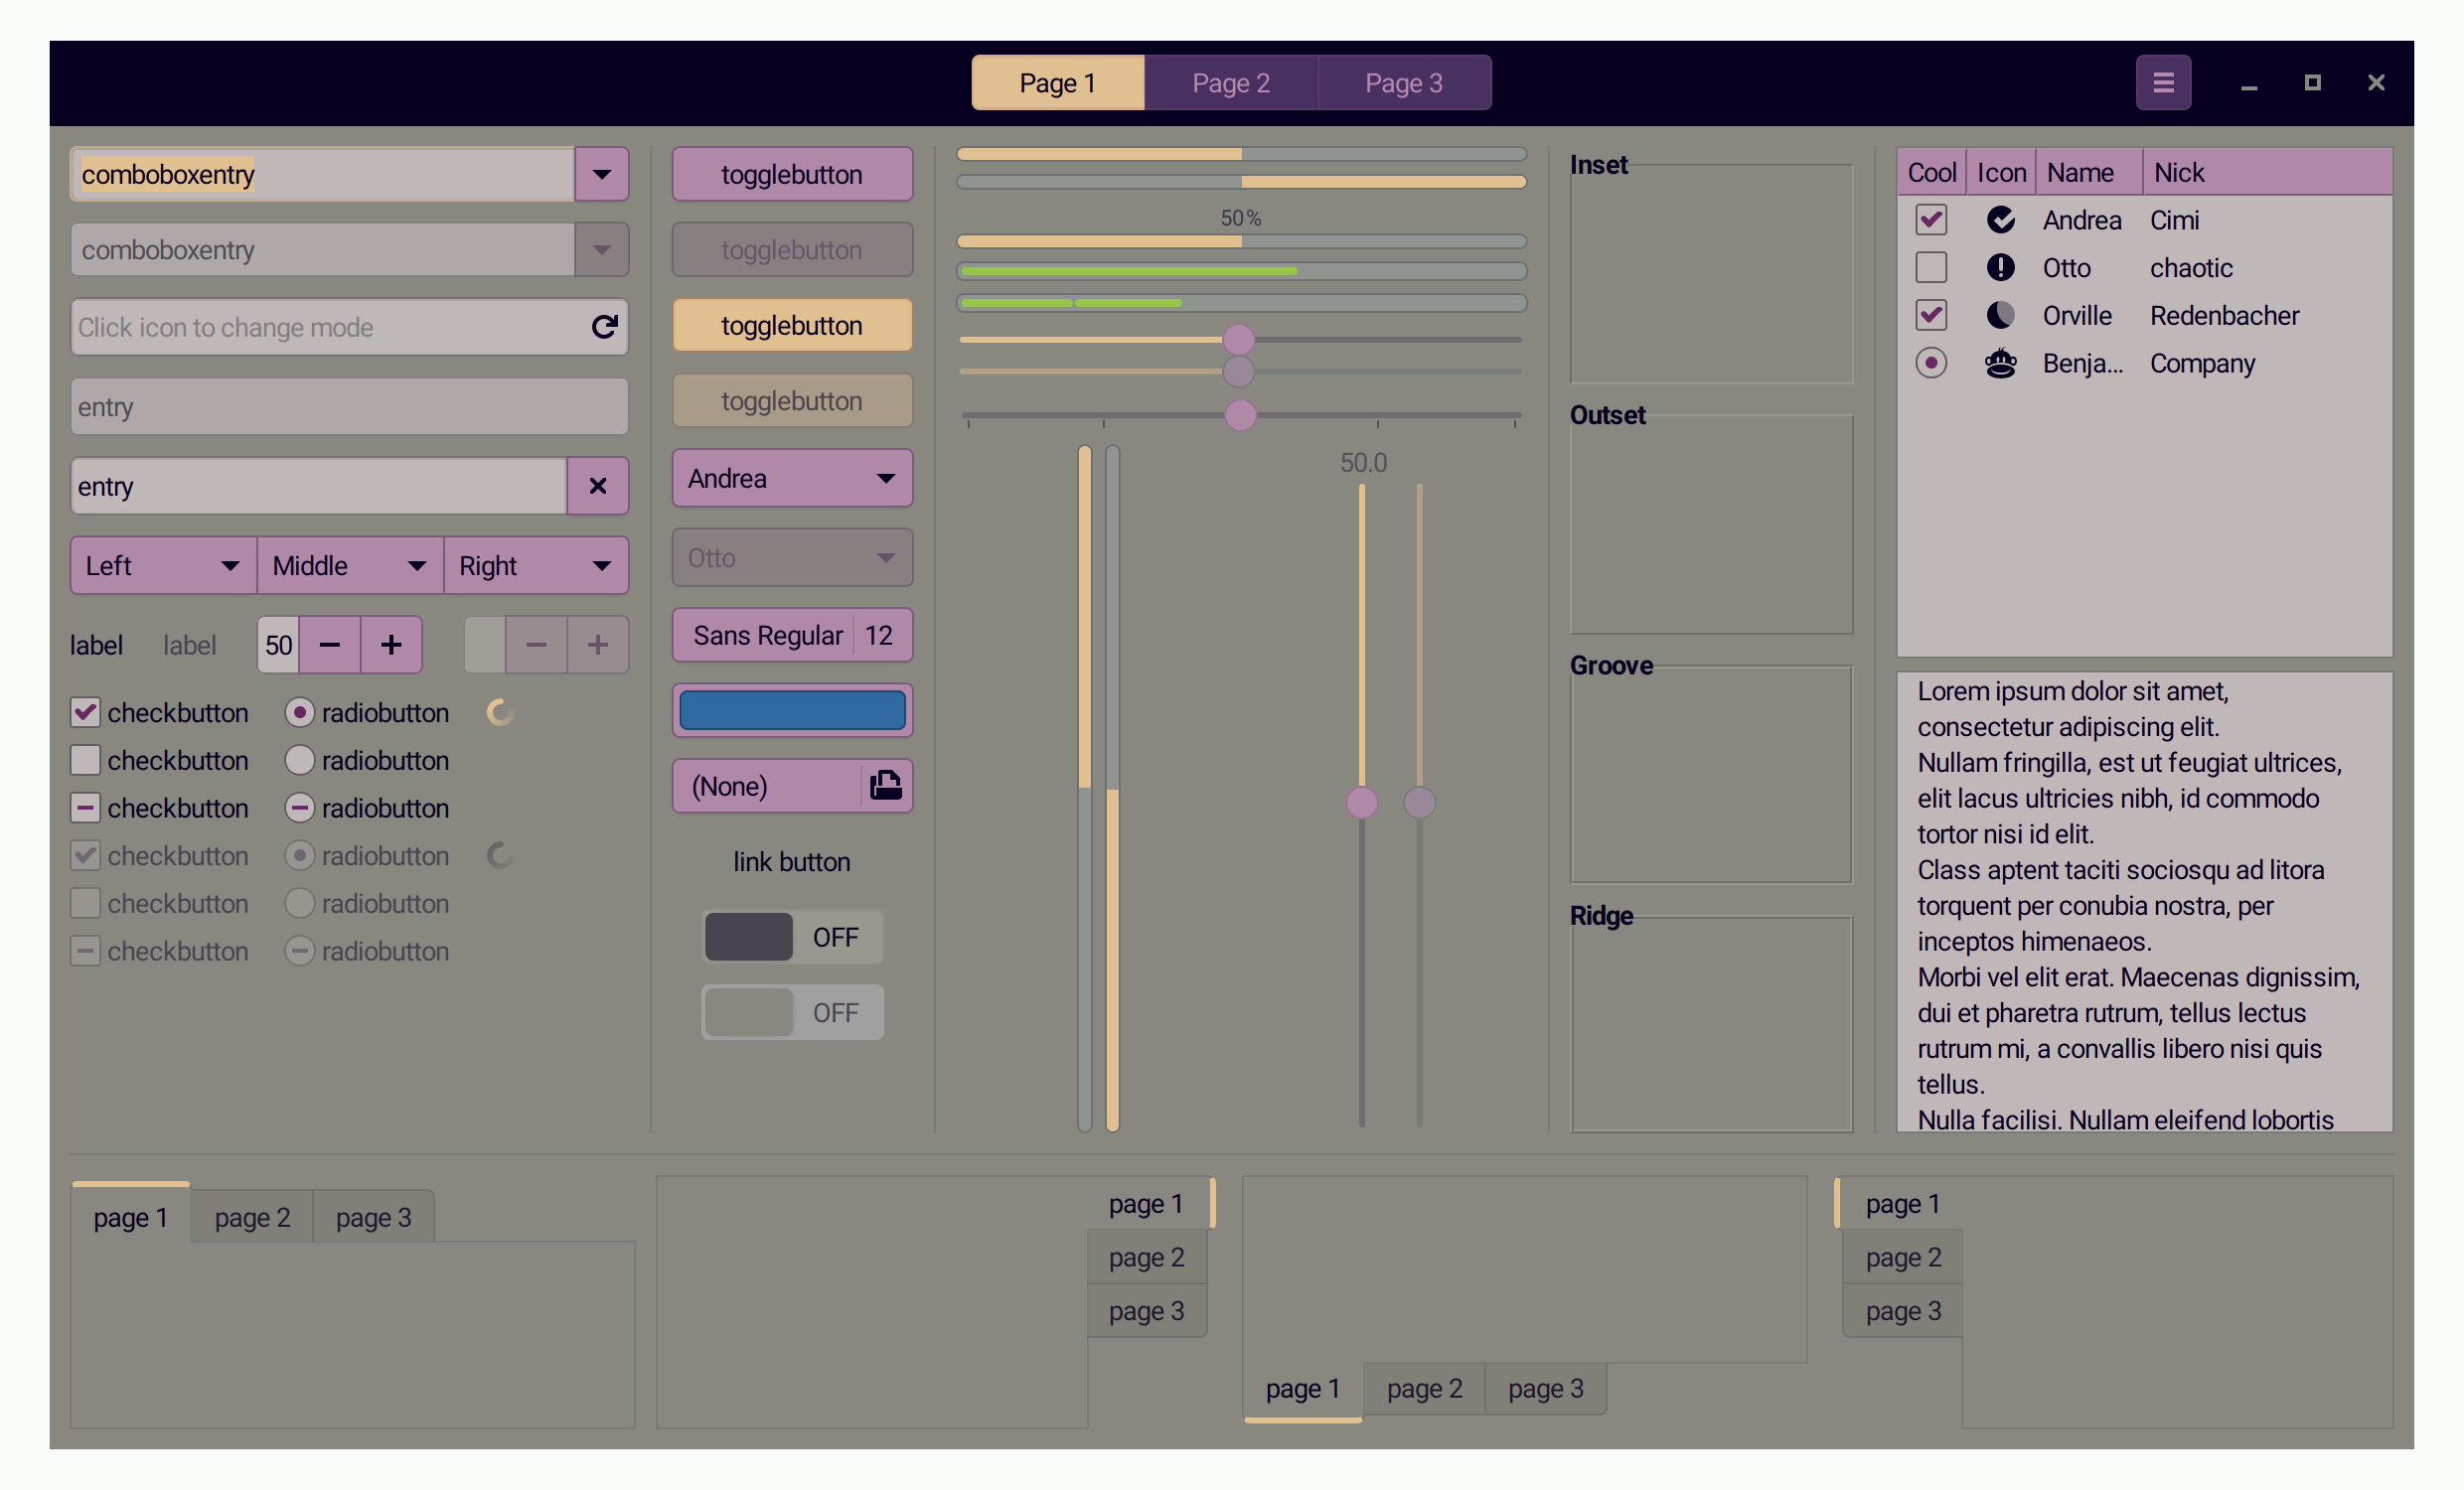 Page 1
Page 2
Page 3
comboboxentry
comboboxentry
Click icon to change mode
entry
entry
Left
Middle
Right
label
label
50
checkbutton
radiobutton
checkbutton
radiobutton
checkbutton
radiobutton
checkbutton
radiobutton
checkbutton
radiobutton
checkbutton
radiobutton
togglebutton
togglebutton
togglebutton
togglebutton
Andrea
Otto
Sans Regular 12
(None)
link button
OFF
OFF
50%
50.0
Inset
Outset
Groove
Ridge
Cool Icon Name Nick
Andrea Cimi
Otto chaotic
Orville Redenbacher
Benja... Company
Lorem ipsum dolor sit amet,
consectetur adipiscing elit.
Nullam fringilla, est ut feugiat ultrices,
elit lacus ultricies nibh, id commodo
tortor nisi id elit.
Class aptent taciti sociosqu ad litora
torquent per conubia nostra, per
inceptos himenaeos.
Morbi vel elit erat. Maecenas dignissim,
dui et pharetra rutrum, tellus lectus
rutrum mi, a convallis libero nisi quis
tellus.
Nulla facilisi. Nullam eleifend lobortis
page 1
page 2
page 3
page 1
page 2
page 3
page 1
page 2
page 3
page 1
page 2
page 3